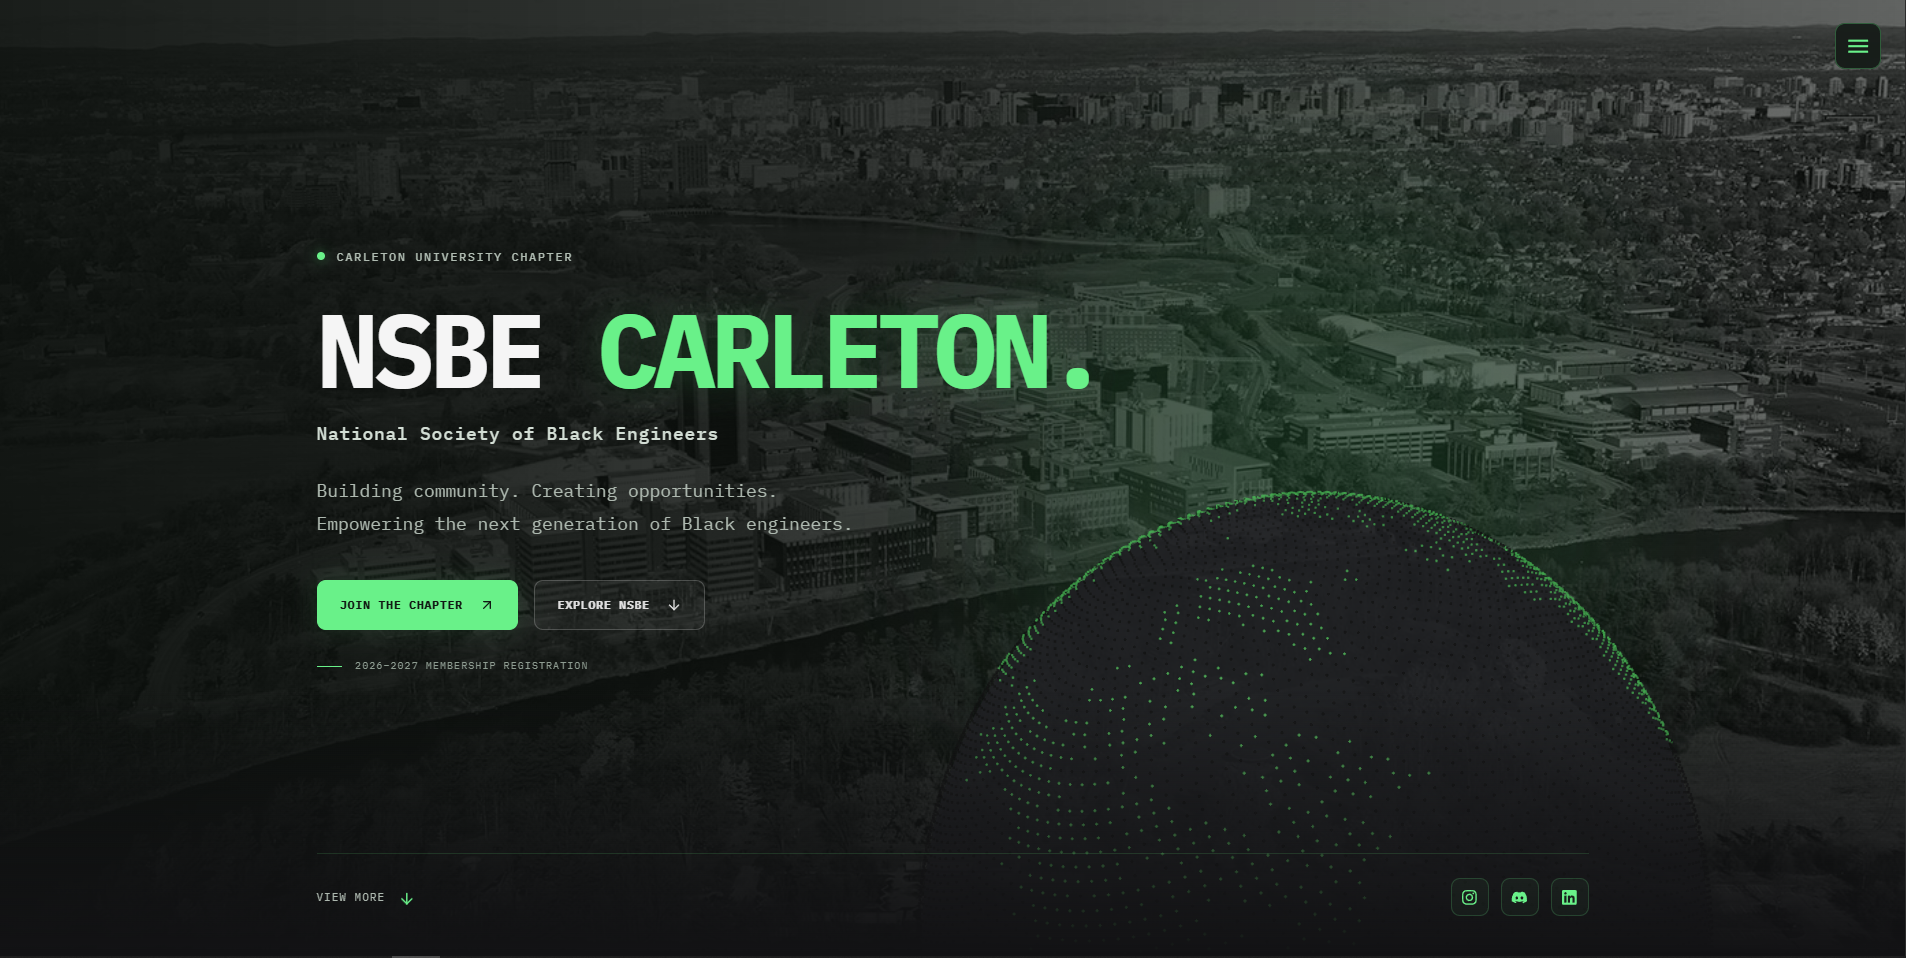 CARLETON UNIVERSITY CHAPTER
NSBE CARLETON.
National Society of Black Engineers
Building community. Creating opportunities.
Empowering the next generation of Black engineers.
JOIN THE CHAPTER
EXPLORE NSBE
2026–2027 MEMBERSHIP REGISTRATION
VIEW MORE